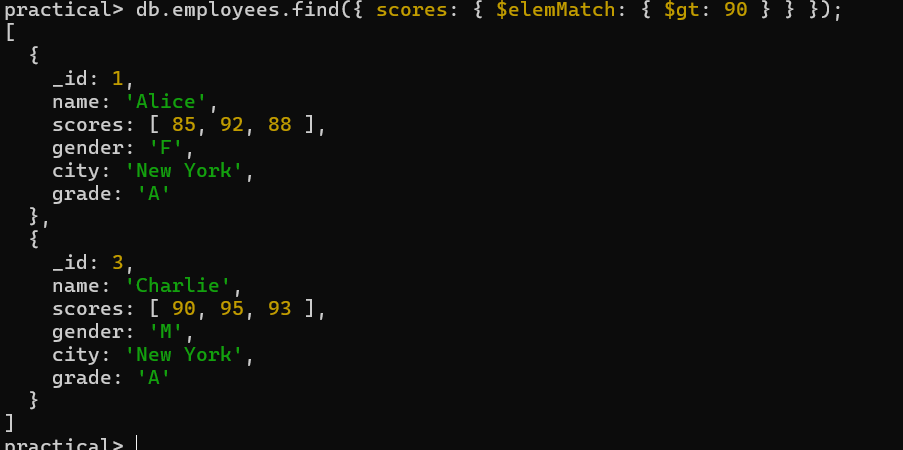 practical> db.employees.find({ scores: { $elemMatch: { $gt: 90 } } });
[
  {
    _id: 1,
    name: 'Alice',
    scores: [ 85, 92, 88 ],
    gender: 'F',
    city: 'New York',
    grade: 'A'
  },
  {
    _id: 3,
    name: 'Charlie',
    scores: [ 90, 95, 93 ],
    gender: 'M',
    city: 'New York',
    grade: 'A'
  }
]
practical>